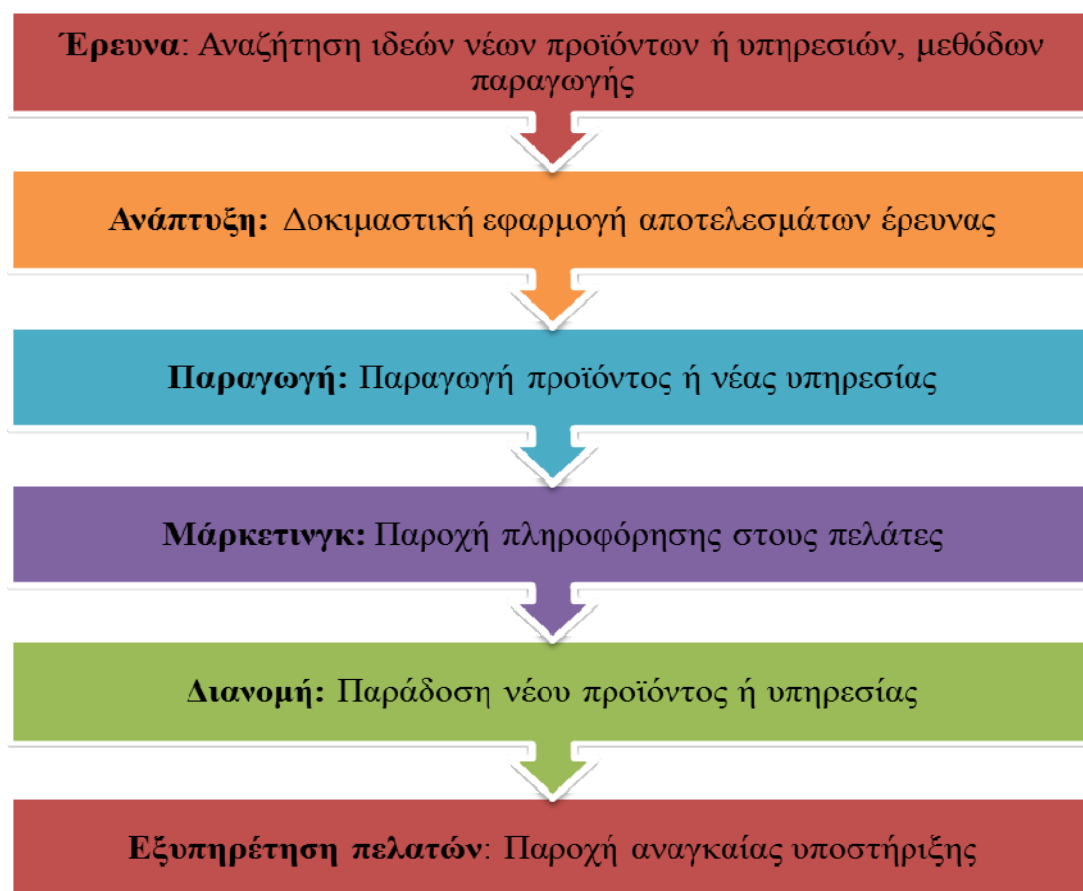 Έρευνα: Αναζήτηση ιδεών νέων προϊόντων ή υπηρεσιών, μεθόδων
παραγωγής
Ανάπτυξη: Δοκιμαστική εφαρμογή αποτελεσμάτων έρευνας
Παραγωγή: Παραγωγή προϊόντος ή νέας υπηρεσίας
Μάρκετινγκ: Παροχή πληροφόρησης στους πελάτες
Διανομή: Παράδοση νέου προϊόντος ή υπηρεσίας
Εξυπηρέτηση πελατών: Παροχή αναγκαίας υποστήριξης